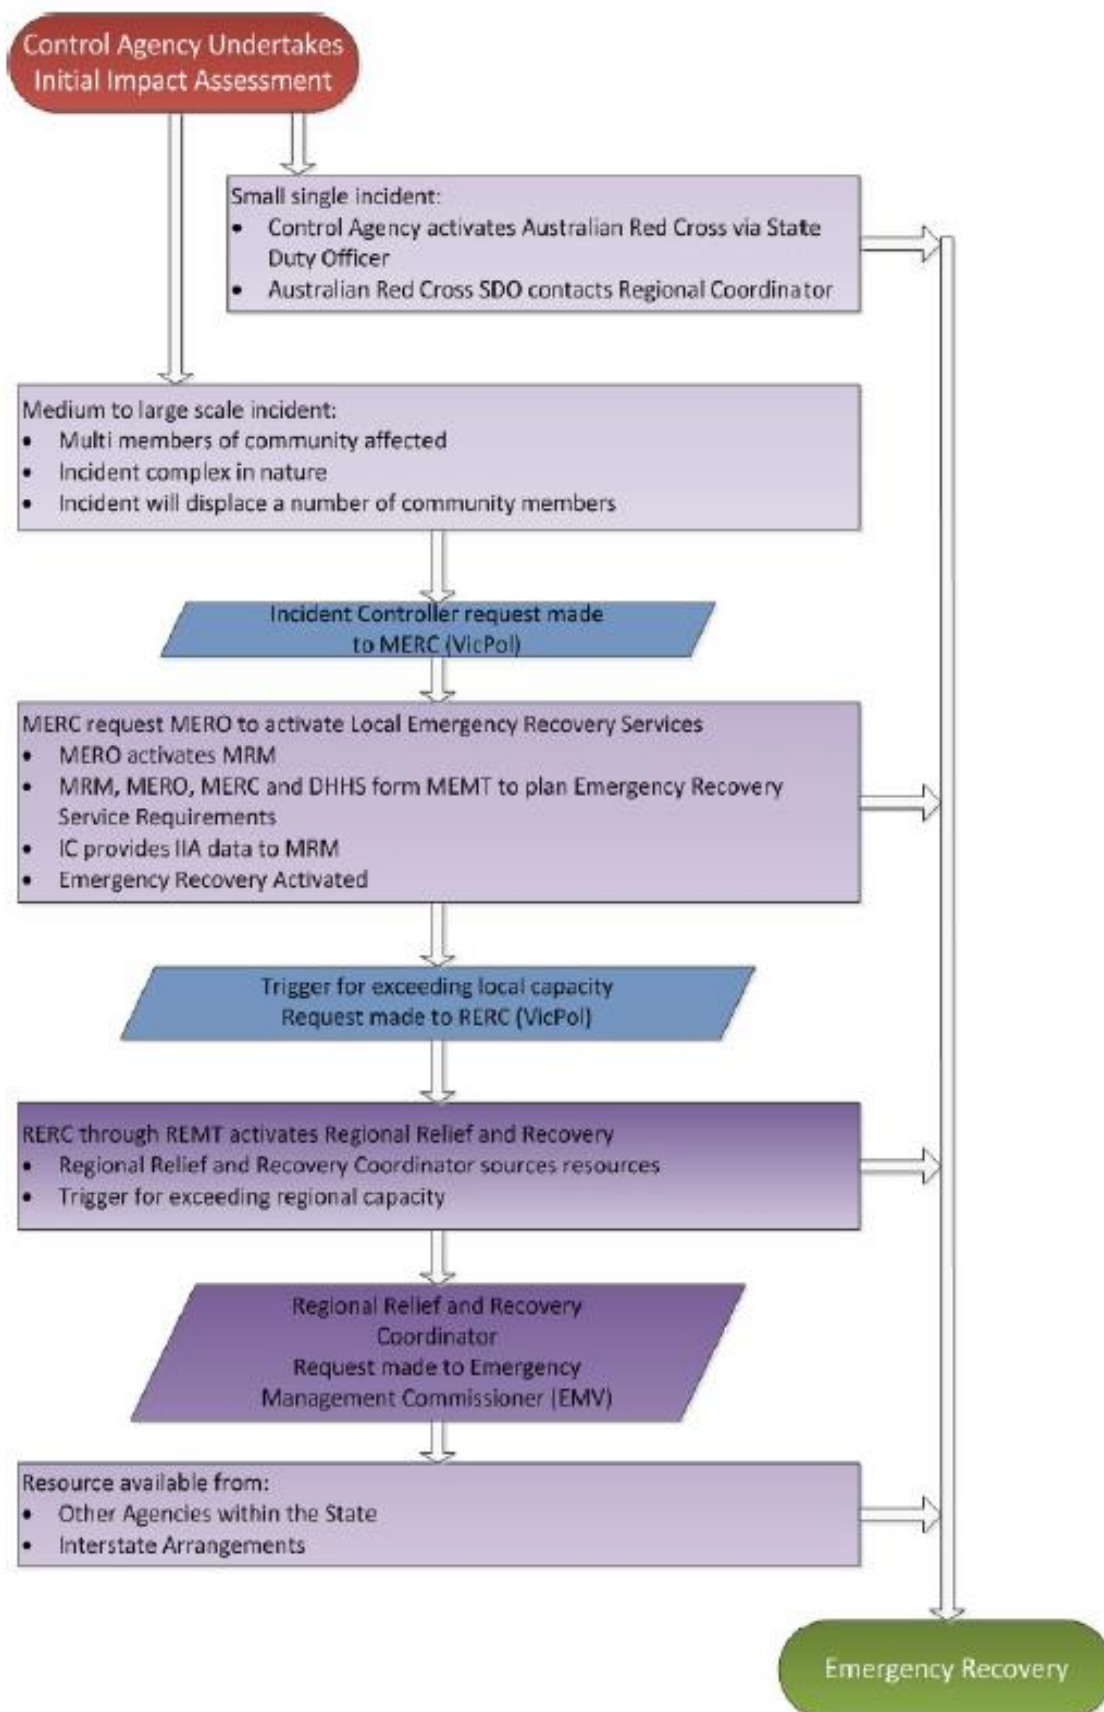 Control Agency Undertakes
Initial Impact Assessment
Small single incident:
• Control Agency activates Australian Red Cross via State
Duty Officer
• Australian Red Cross SDO contacts Regional Coordinator
Medium to large scale incident:
• Multi members of community affected
• Incident complex in nature
• Incident will displace a number of community members
Incident Controller request made
to MERC (VicPol)
MERC request MERO to activate Local Emergency Recovery Services
• MERO activates MRM
• MRM, MERO, MERC and DHHS form MEMT to plan Emergency Recovery
Service Requirements
• IC provides IIA data to MRM
• Emergency Recovery Activated
Trigger for exceeding local capacity
Request made to RERC (VicPol)
RERC through REMT activates Regional Relief and Recovery
• Regional Relief and Recovery Coordinator sources resources
• Trigger for exceeding regional capacity
Regional Relief and Recovery
Coordinator
Request made to Emergency
Management Commissioner (EMV)
Resource available from:
• Other Agencies within the State
• Interstate Arrangements
Emergency Recovery